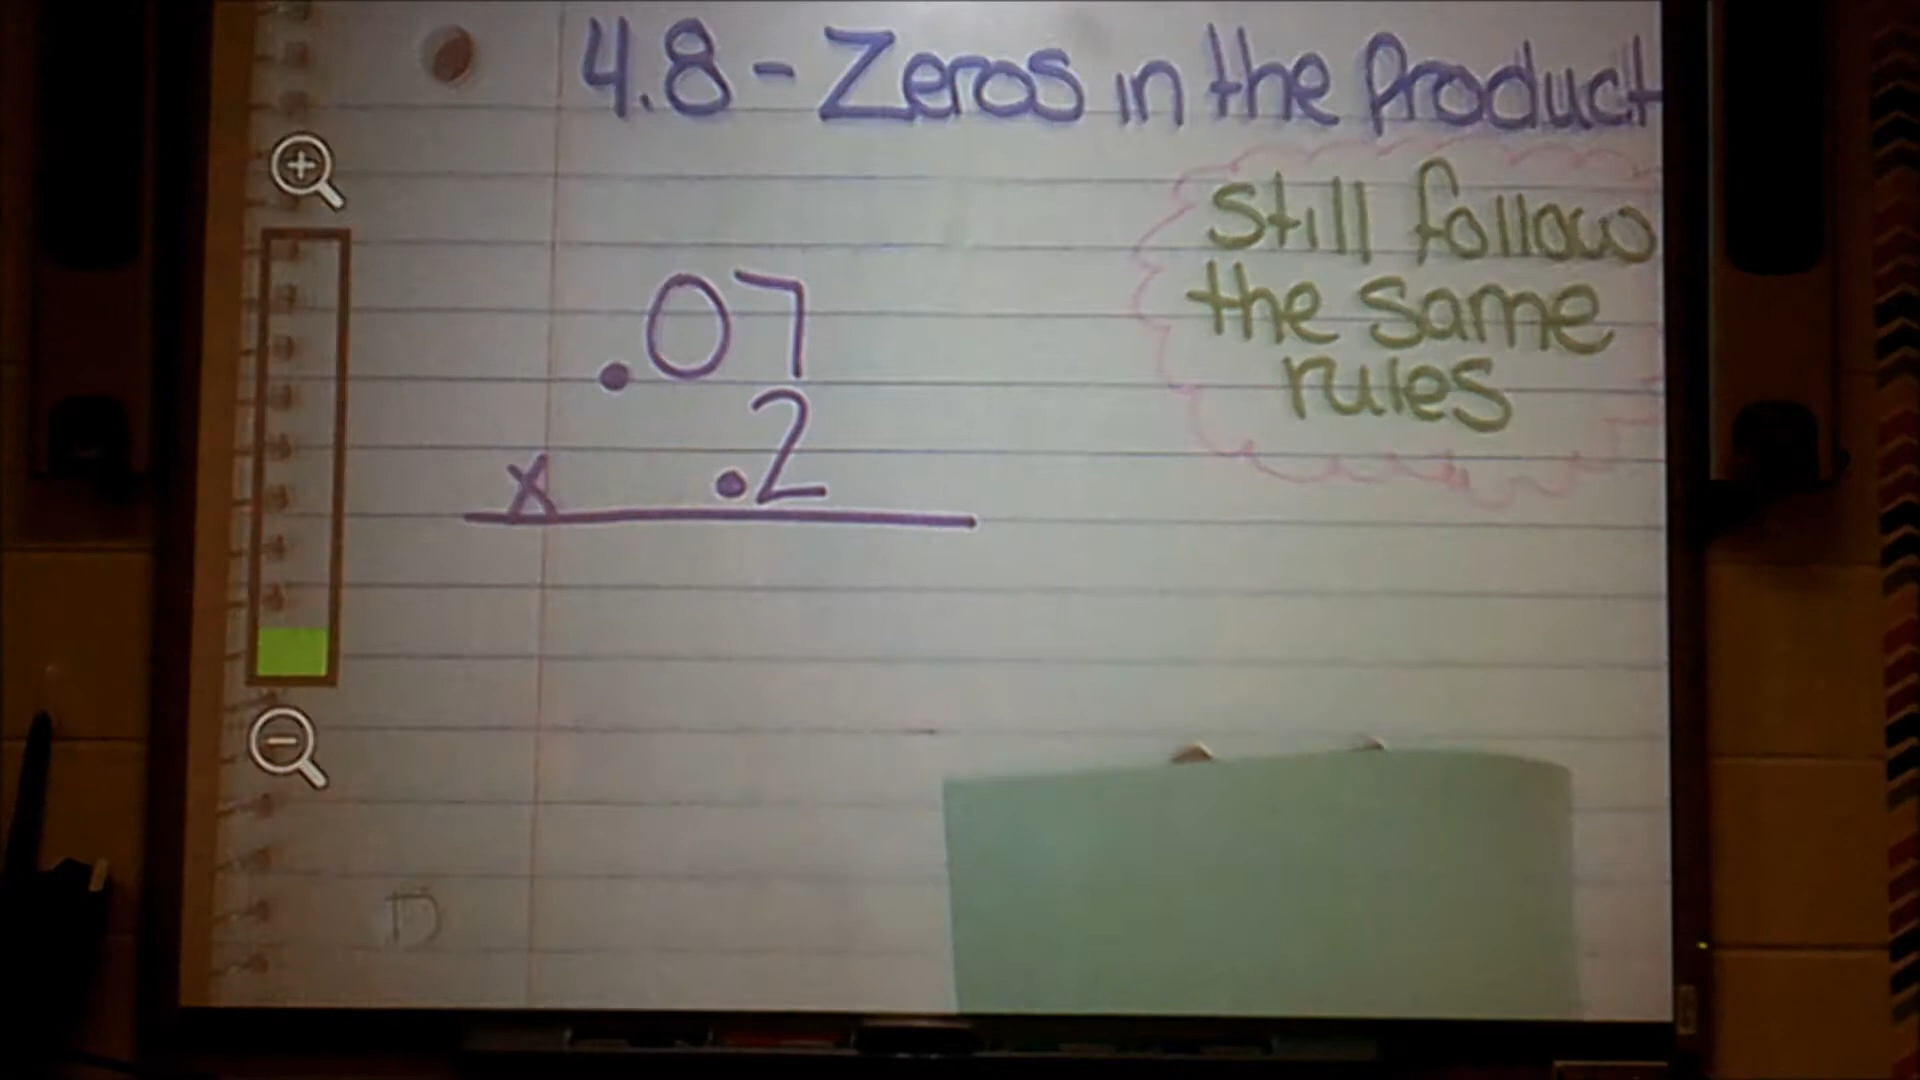 4.8 - Zeros in the Product
still follow
the same
rules
.07
x .2